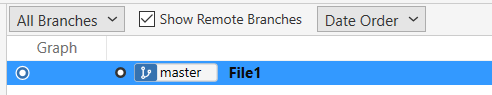 All Branches Show Remote Branches Date Order
Graph
master File1